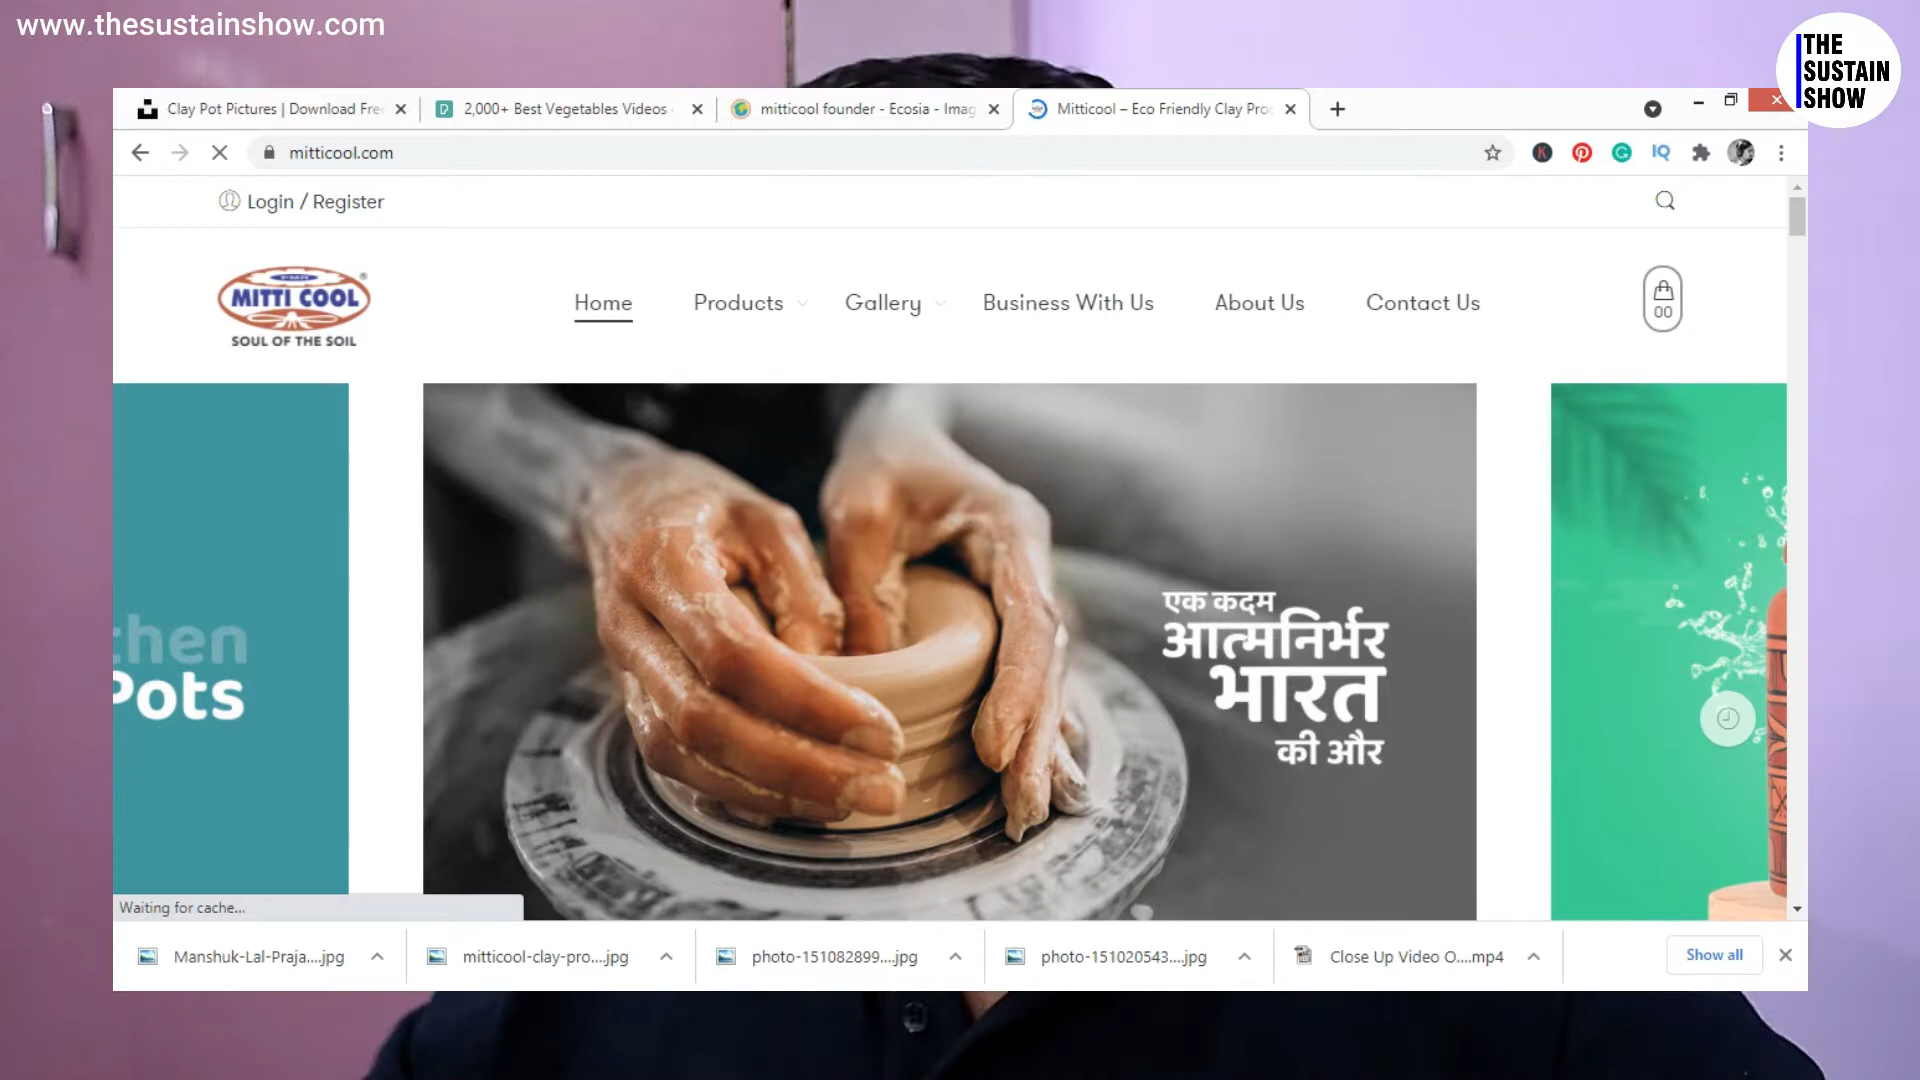 www.thesustainshow.com
THE
SUSTAIN
SHOW
Clay Pot Pictures | Download Fre
2,000+ Best Vegetables Videos
mitticool founder - Ecosia - Imag
Mitticool – Eco Friendly Clay Proc
mitticool.com
IQ
Login / Register
MITTI COOL
SOUL OF THE SOIL
Home
Products
Gallery
Business With Us
About Us
Contact Us
00
chen
Pots
एक कदम
आत्मनिर्भर
भारत
की और
Waiting for cache...
Manshuk-Lal-Praja....jpg
mitticool-clay-pro....jpg
photo-151082899....jpg
photo-151020543....jpg
Close Up Video O....mp4
Show all